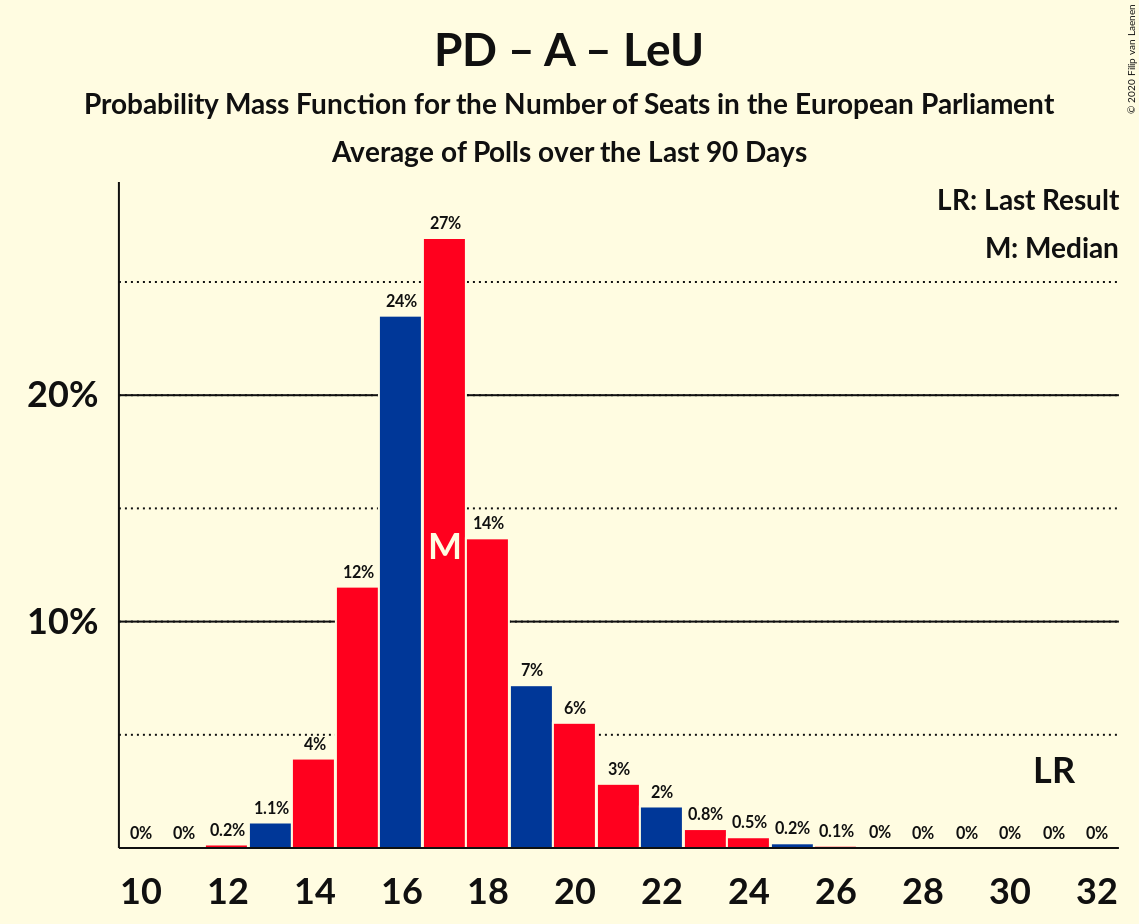 PD – A – LeU
Probability Mass Function for the Number of Seats in the European Parliament
Average of Polls over the Last 90 Days
© 2020 Filip van Laenen
LR: Last Result
M: Median
27%
24%
20%
14%
M
12%
10%
7%
6%
4%
LR
3%
2%
1.1%
0.8%
0% 0% 0.2% 0.5% 0.2% 0.1% 0% 0% 0% 0% 0% 0%
10 12 14 16 18 20 22 24 26 28 30 32